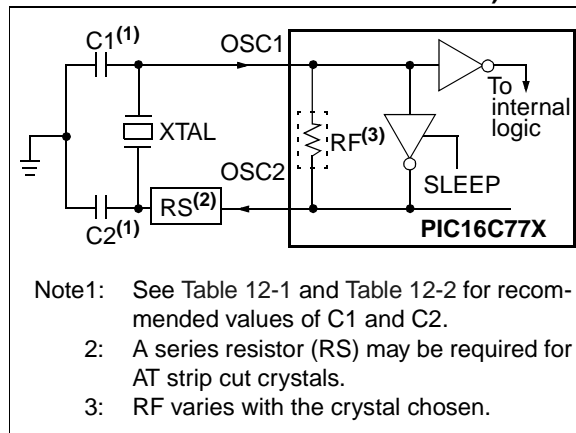 C1(1)
OSC1
To
internal
logic
XTAL
RF(3)
OSC2
SLEEP
RS(2)
C2(1)
PIC16C77X
Note1: See Table 12-1 and Table 12-2 for recom-
mended values of C1 and C2.
2: A series resistor (RS) may be required for
AT strip cut crystals.
3: RF varies with the crystal chosen.